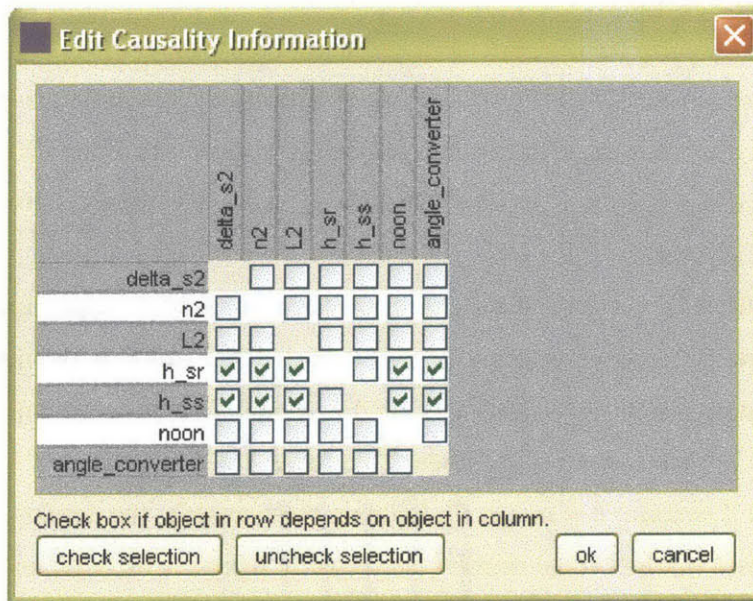 Edit Causality Information
delta_s2
n2
L2
h_sr
h_ss
noon
angle_converter
delta_s2
n2
L2
h_sr
h_ss
noon
angle_converter
Check box if object in row depends on object in column.
check selection
uncheck selection
ok
cancel